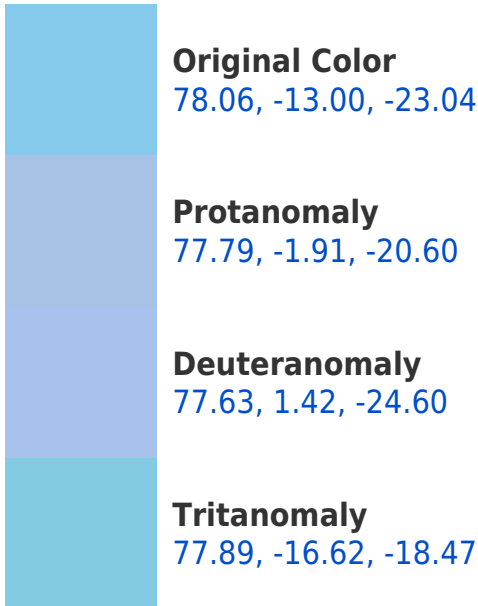 Original Color
78.06, -13.00, -23.04
Protanomaly
77.79, -1.91, -20.60
Deuteranomaly
77.63, 1.42, -24.60
Tritanomaly
77.89, -16.62, -18.47